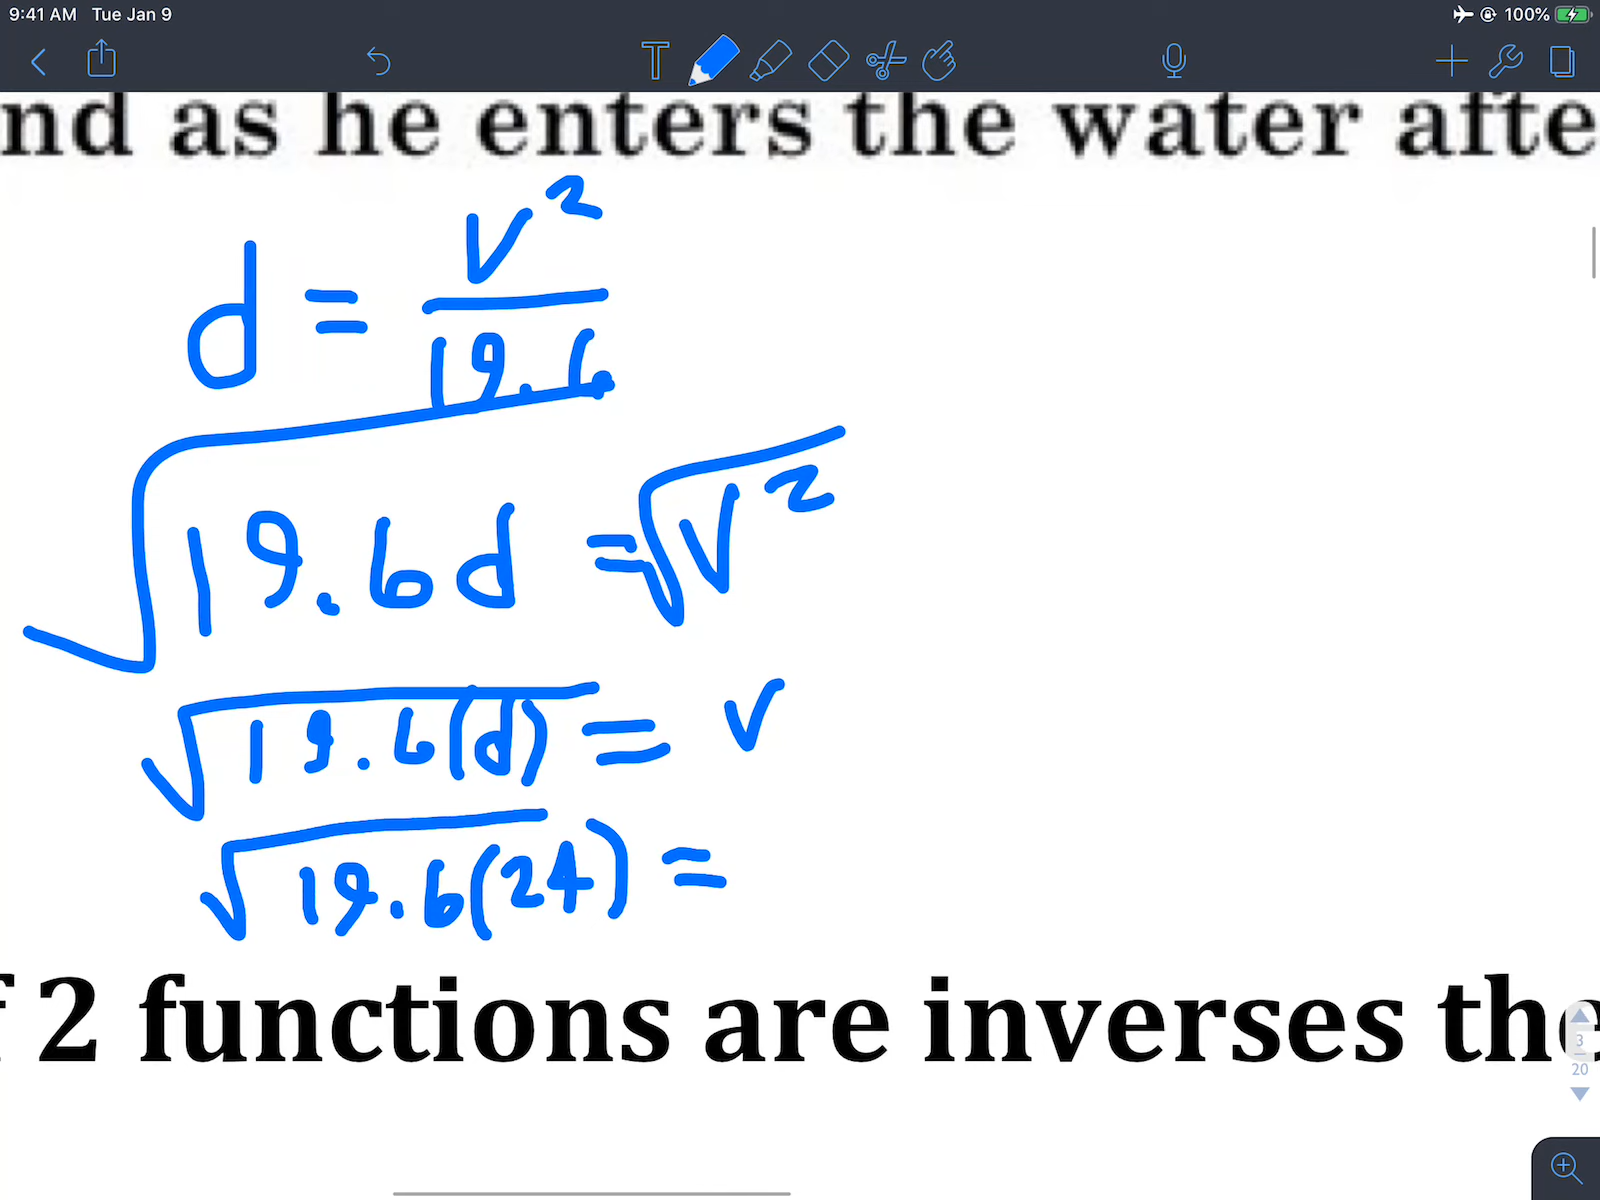 9:41 AM Tue Jan 9 100%
T
nd as he enters the water afte
d = v²/19.6
√19.6d = √v²
√19.6(d) = v
√19.6(24) =
f 2 functions are inverses the
3
20